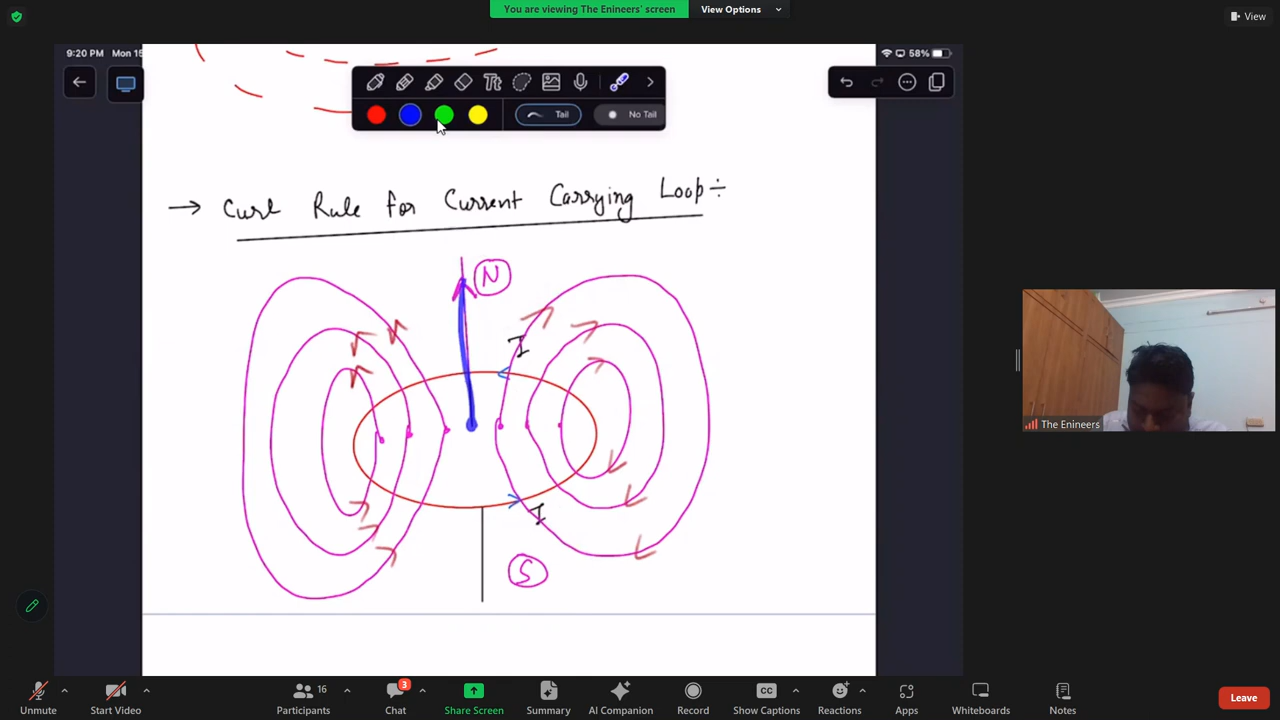 You are viewing The Enineers' screen
View Options
View
9:20 PM Mon 15
58%
Tail
No Tail
→ Curl Rule for Current Carrying Loop÷
N
I
I
S
The Enineers
Unmute
Start Video
16
Participants
3
Chat
Share Screen
Summary
AI Companion
Record
CC
Show Captions
Reactions
Apps
Whiteboards
Notes
Leave